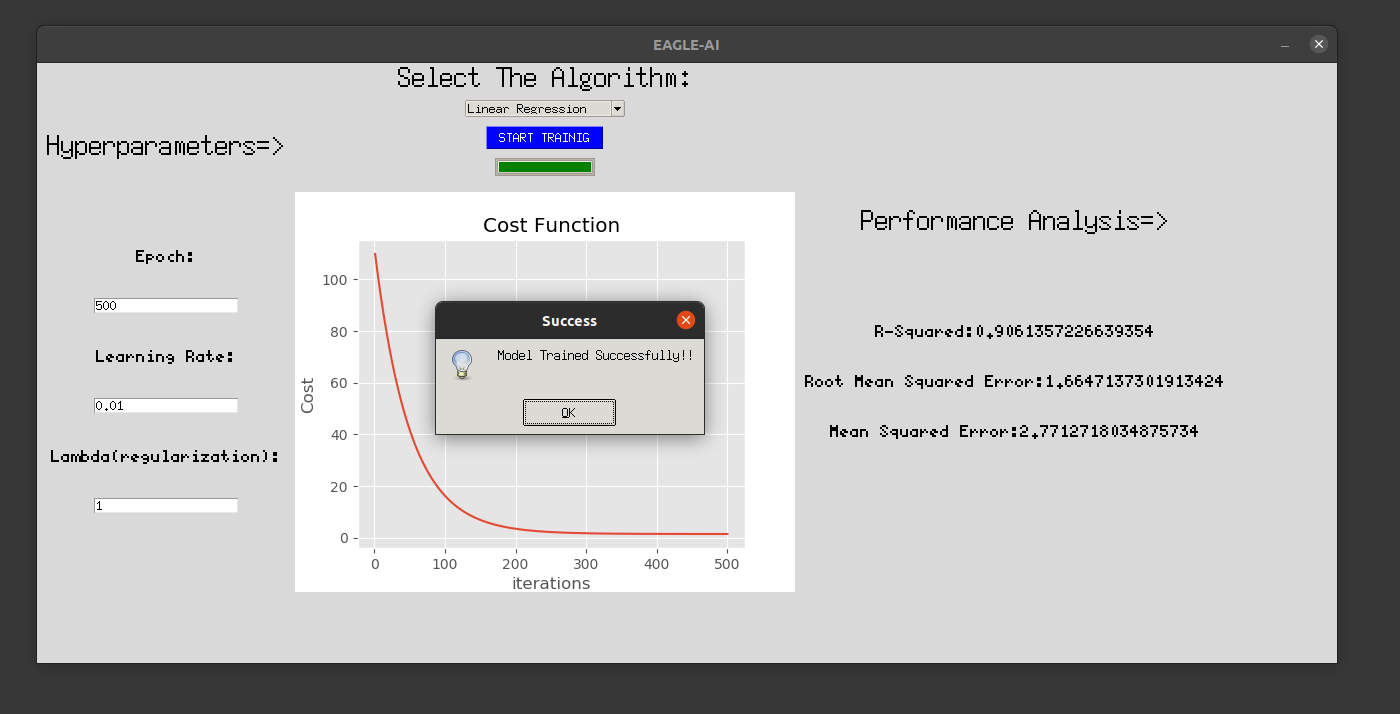 EAGLE-AI
Select The Algorithm:
Linear Regression
START TRAINIG
Hyperparameters=>
Epoch:
500
Learning Rate:
0.01
Lambda(regularization):
1
Cost Function
100
80
60
40
20
0
Cost
0 100 200 300 400 500
iterations
Success
Model Trained Successfully!!
OK
Performance Analysis=>
R-Squared:0.9061357226639354
Root Mean Squared Error:1.6647137301913424
Mean Squared Error:2.7712718034875734